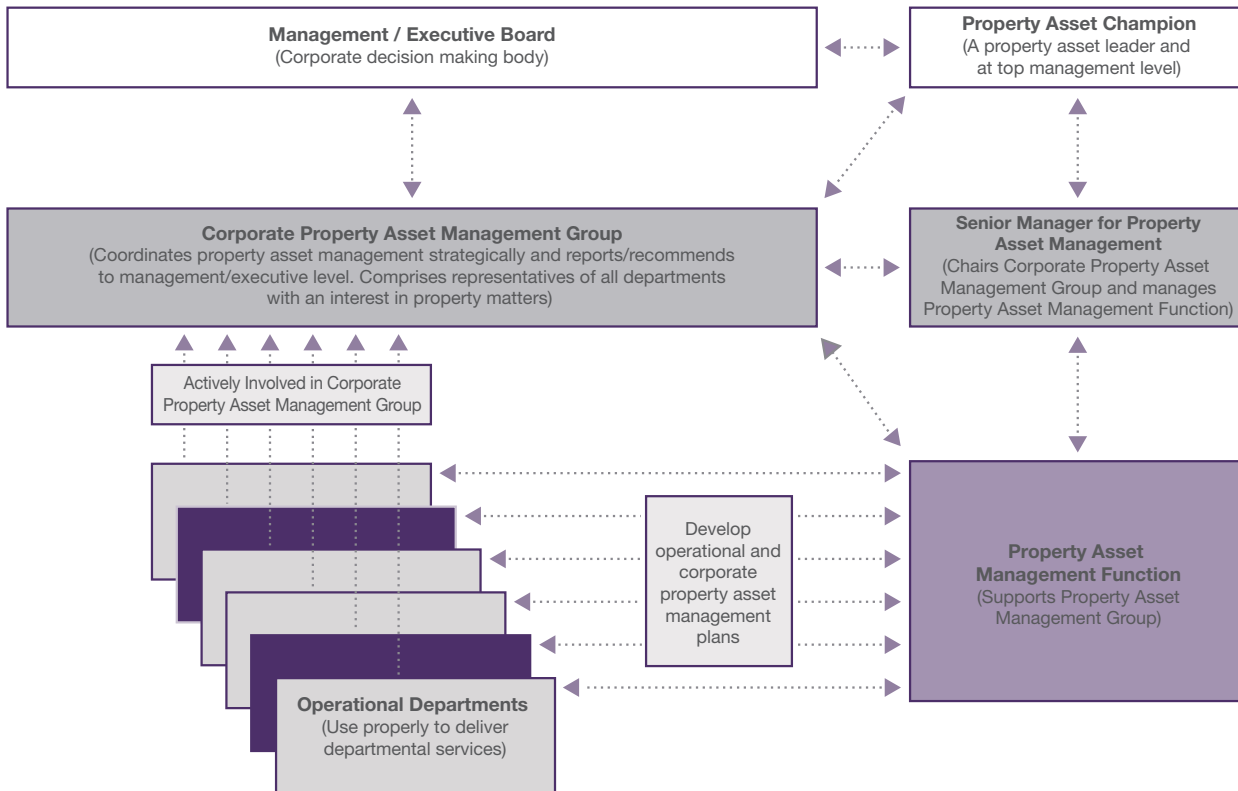 Management / Executive Board
(Corporate decision making body)
Property Asset Champion
(A property asset leader and
at top management level)
Corporate Property Asset Management Group
(Coordinates property asset management strategically and reports/recommends
to management/executive level. Comprises representatives of all departments
with an interest in property matters)
Senior Manager for Property
Asset Management
(Chairs Corporate Property Asset
Management Group and manages
Property Asset Management Function)
Actively Involved in Corporate
Property Asset Management Group
Develop
operational and
corporate
property asset
management
plans
Property Asset
Management Function
(Supports Property Asset
Management Group)
Operational Departments
(Use properly to deliver
departmental services)